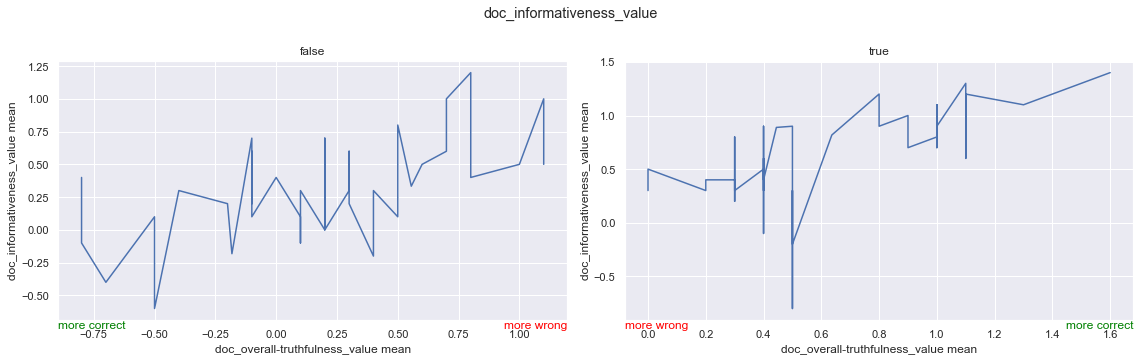 doc_informativeness_value
false
doc_informativeness_value mean
1.25
1.00
0.75
0.50
0.25
0.00
−0.25
−0.50
more correct
more wrong
−0.75 −0.50 −0.25 0.00 0.25 0.50 0.75 1.00
doc_overall-truthfulness_value mean
true
doc_informativeness_value mean
1.5
1.0
0.5
0.0
−0.5
more wrong
more correct
0.0 0.2 0.4 0.6 0.8 1.0 1.2 1.4 1.6
doc_overall-truthfulness_value mean